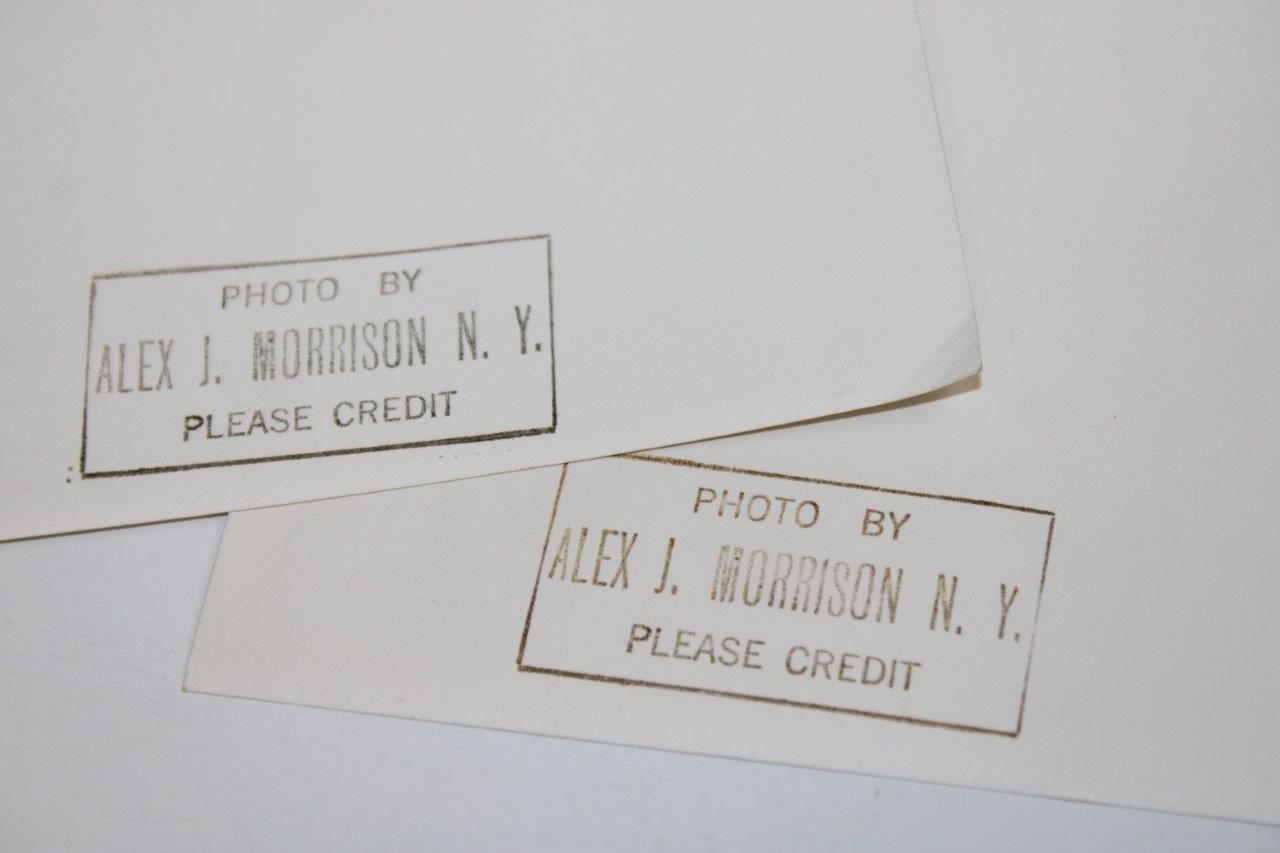 PHOTO BY
ALEX J. MORRISON N. Y.
PLEASE CREDIT
PHOTO BY
ALEX J. MORRISON N. Y.
PLEASE CREDIT